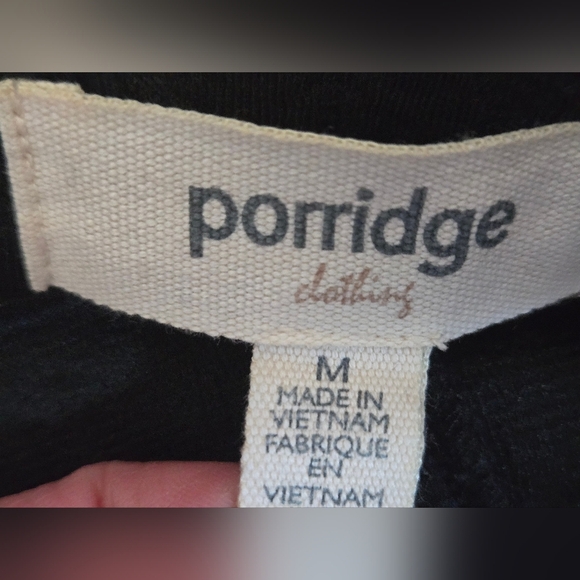 porridge
clothing
M
MADE IN
VIETNAM
FABRIQUE
EN
VIETNAM